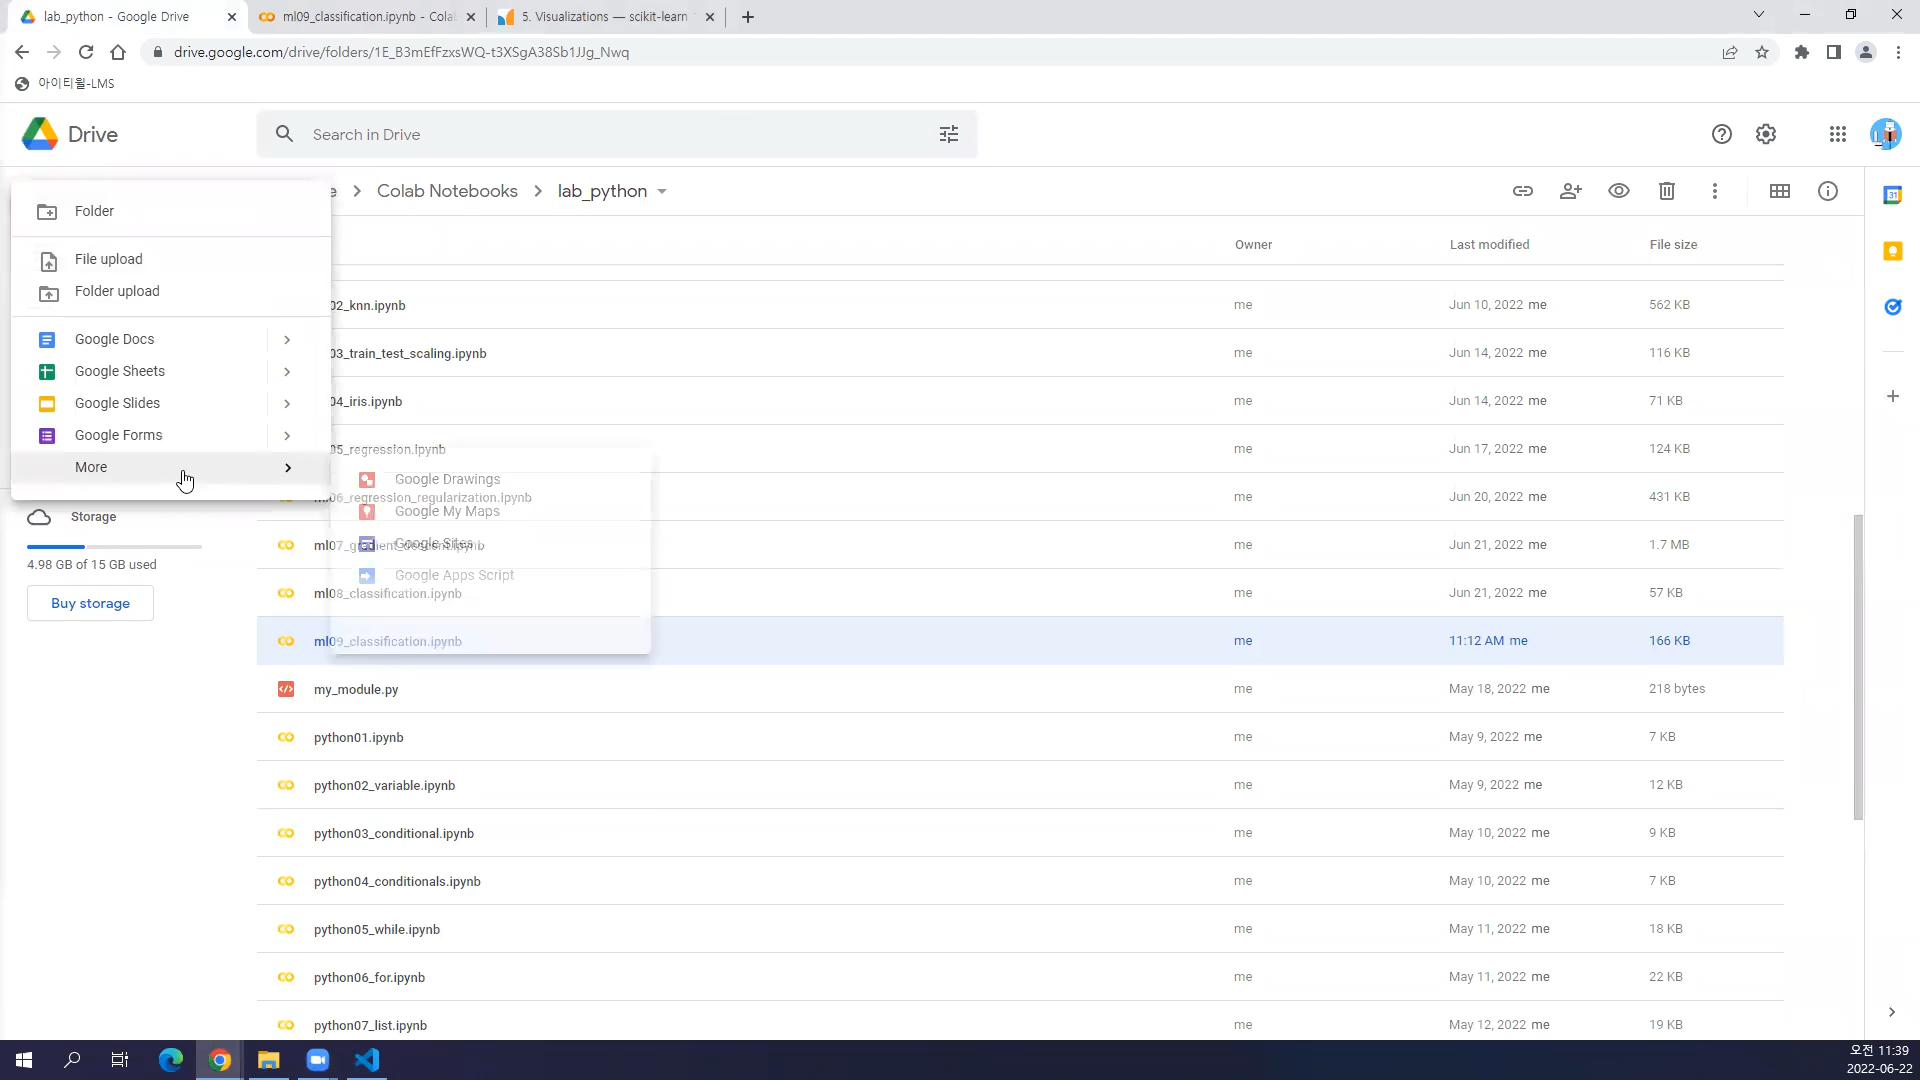 lab_python - Google Drive
ml09_classification.ipynb - Cola
5. Visualizations — scikit-learn
drive.google.com/drive/folders/1E_B3mEfFzxsWQ-t3XSgA38Sb1JJg_Nwq
아이티윌-LMS
Drive
Search in Drive
e > Colab Notebooks > lab_python
Folder
File upload
Folder upload
Google Docs
Google Sheets
Google Slides
Google Forms
More
Google Drawings
Google My Maps
Google Sites
Google Apps Script
Storage
4.98 GB of 15 GB used
Buy storage
Owner Last modified File size
02_knn.ipynb me Jun 10, 2022 me 562 KB
03_train_test_scaling.ipynb me Jun 14, 2022 me 116 KB
04_iris.ipynb me Jun 14, 2022 me 71 KB
05_regression.ipynb me Jun 17, 2022 me 124 KB
ml06_regression_regularization.ipynb me Jun 20, 2022 me 431 KB
ml07_gradient_descent.ipynb me Jun 21, 2022 me 1.7 MB
ml08_classification.ipynb me Jun 21, 2022 me 57 KB
ml09_classification.ipynb me 11:12 AM me 166 KB
my_module.py me May 18, 2022 me 218 bytes
python01.ipynb me May 9, 2022 me 7 KB
python02_variable.ipynb me May 9, 2022 me 12 KB
python03_conditional.ipynb me May 10, 2022 me 9 KB
python04_conditionals.ipynb me May 10, 2022 me 7 KB
python05_while.ipynb me May 11, 2022 me 18 KB
python06_for.ipynb me May 11, 2022 me 22 KB
python07_list.ipynb me May 12, 2022 me 19 KB
31
오전 11:39
2022-06-22